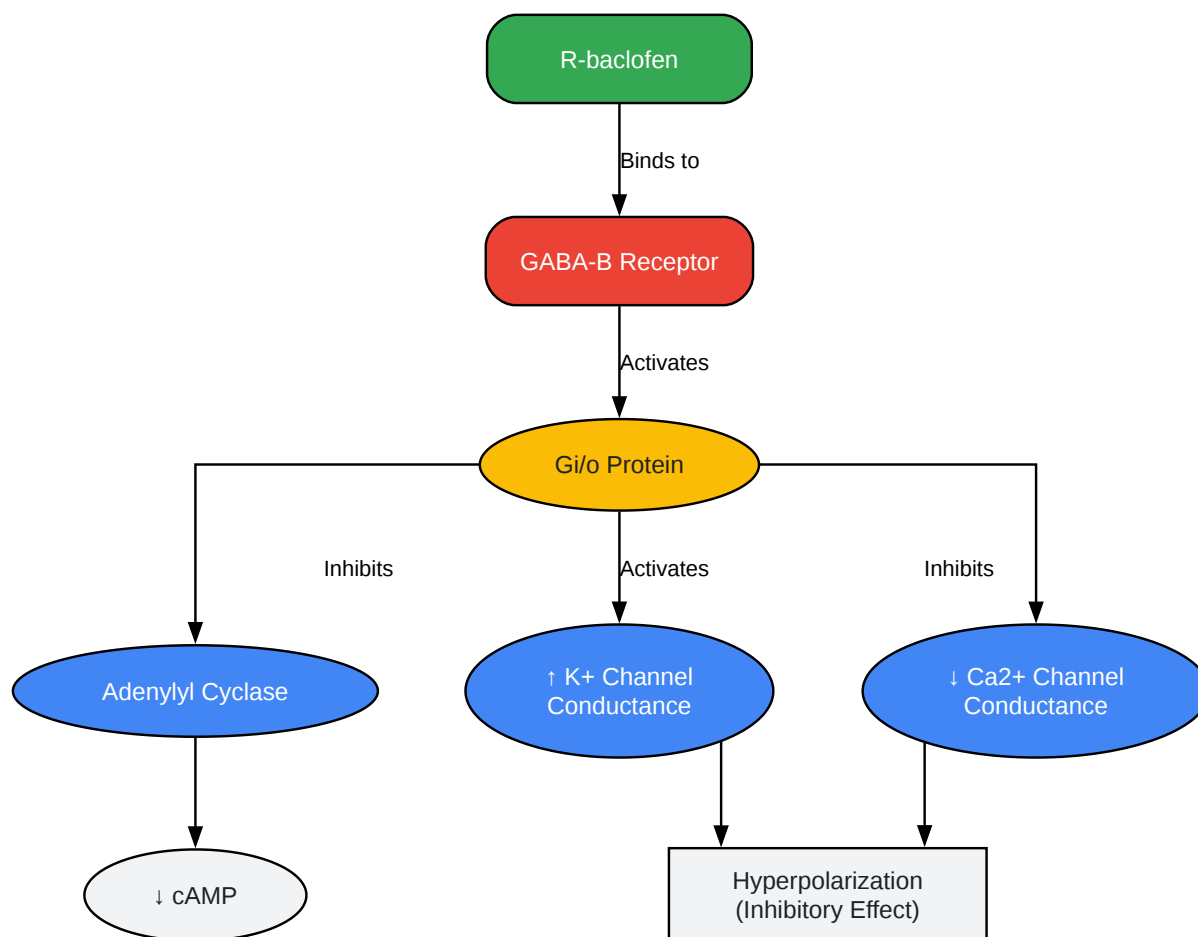 R-baclofen
Binds to
GABA-B Receptor
Activates
Gi/o Protein
Inhibits
Activates
Inhibits
Adenylyl Cyclase
↑ K+ Channel
Conductance
↓ Ca2+ Channel
Conductance
↓ cAMP
Hyperpolarization
(Inhibitory Effect)